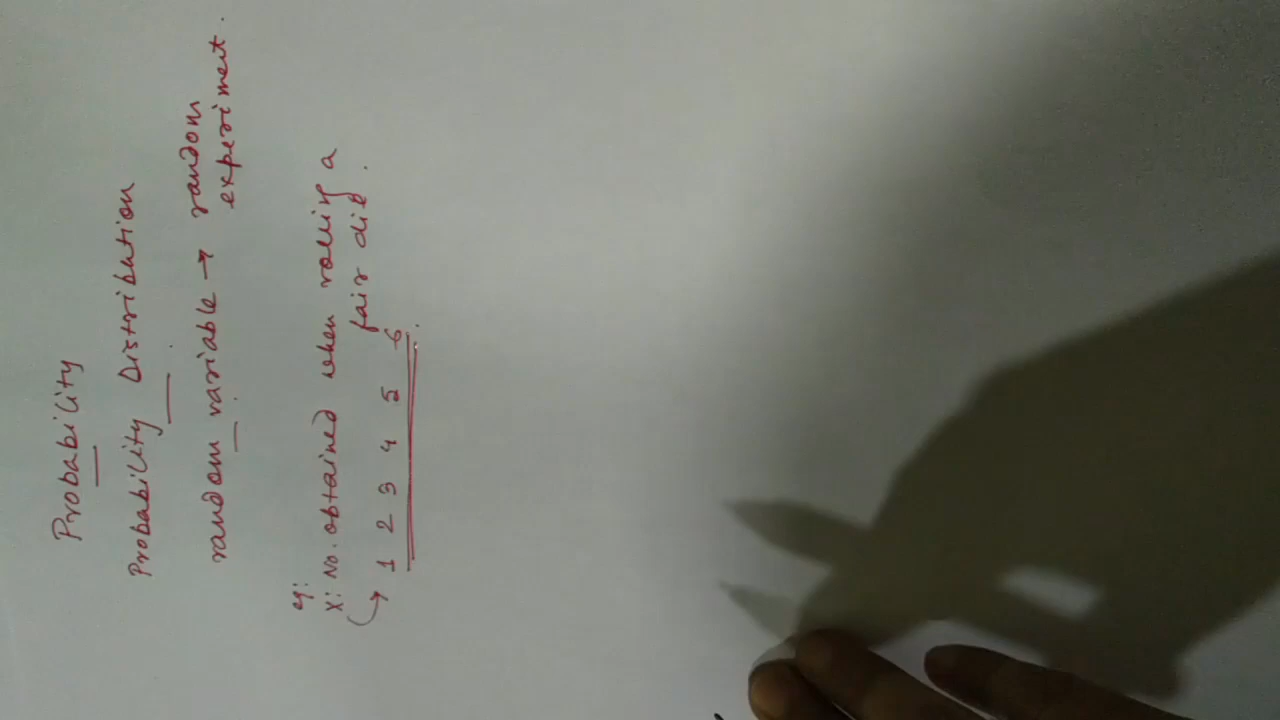 Probability
Probability Distribution
random variable → random
experiment.
eg:
X: No. obtained when rolling a
fair die.
→ 1 2 3 4 5 6